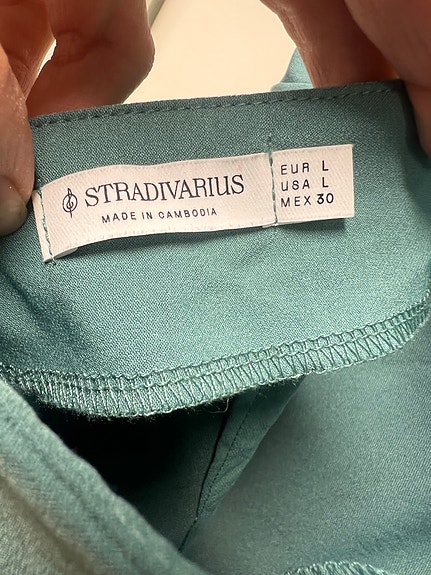 STRADIVARIUS
MADE IN CAMBODIA
EUR L
USA L
MEX 30